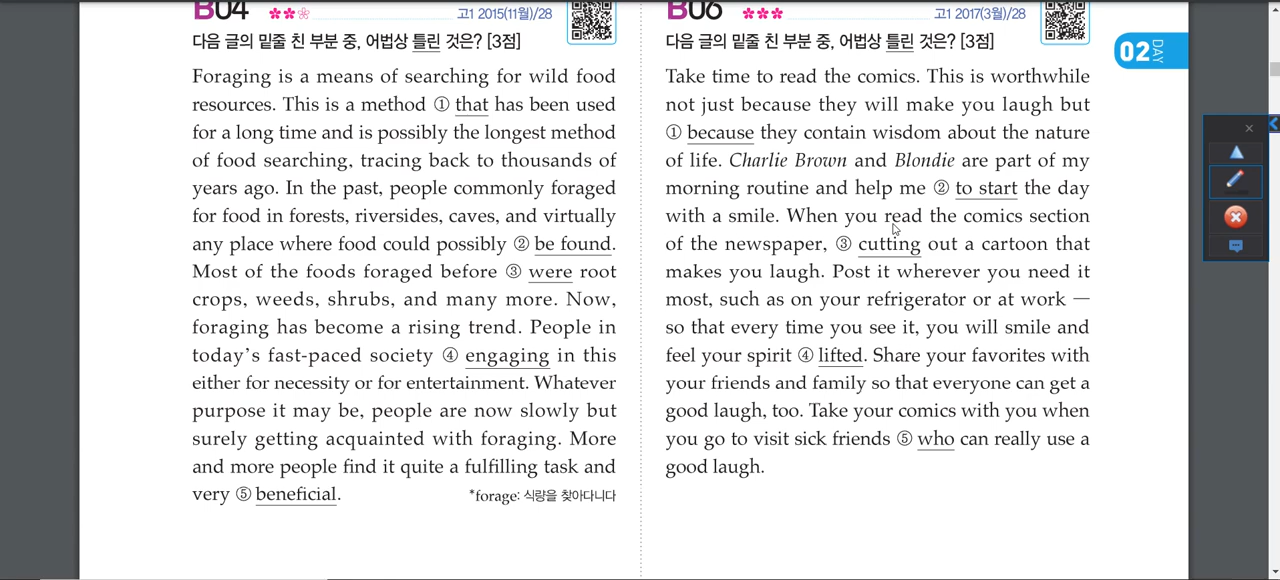 B04 고1 2015(11월)/28
다음 글의 밑줄 친 부분 중, 어법상 틀린 것은? [3점]
Foraging is a means of searching for wild food
resources. This is a method ① that has been used
for a long time and is possibly the longest method
of food searching, tracing back to thousands of
years ago. In the past, people commonly foraged
for food in forests, riversides, caves, and virtually
any place where food could possibly ② be found.
Most of the foods foraged before ③ were root
crops, weeds, shrubs, and many more. Now,
foraging has become a rising trend. People in
today's fast-paced society ④ engaging in this
either for necessity or for entertainment. Whatever
purpose it may be, people are now slowly but
surely getting acquainted with foraging. More
and more people find it quite a fulfilling task and
very ⑤ beneficial.
*forage: 식량을 찾아다니다
B06 고1 2017(3월)/28
다음 글의 밑줄 친 부분 중, 어법상 틀린 것은? [3점]
Take time to read the comics. This is worthwhile
not just because they will make you laugh but
① because they contain wisdom about the nature
of life. Charlie Brown and Blondie are part of my
morning routine and help me ② to start the day
with a smile. When you read the comics section
of the newspaper, ③ cutting out a cartoon that
makes you laugh. Post it wherever you need it
most, such as on your refrigerator or at work —
so that every time you see it, you will smile and
feel your spirit ④ lifted. Share your favorites with
your friends and family so that everyone can get a
good laugh, too. Take your comics with you when
you go to visit sick friends ⑤ who can really use a
good laugh.
02 DAY